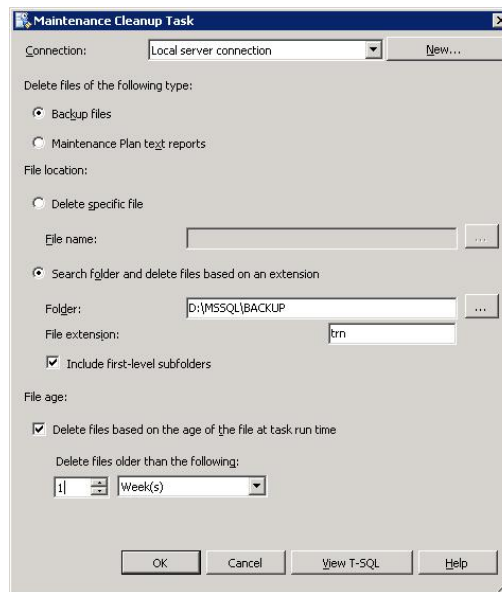 Maintenance Cleanup Task
Connection: Local server connection New...
Delete files of the following type:
Backup files
Maintenance Plan text reports
File location:
Delete specific file
File name: ...
Search folder and delete files based on an extension
Folder: D:\MSSQL\BACKUP ...
File extension: trn
Include first-level subfolders
File age:
Delete files based on the age of the file at task run time
Delete files older than the following:
1 Week(s)
OK Cancel View T-SQL Help